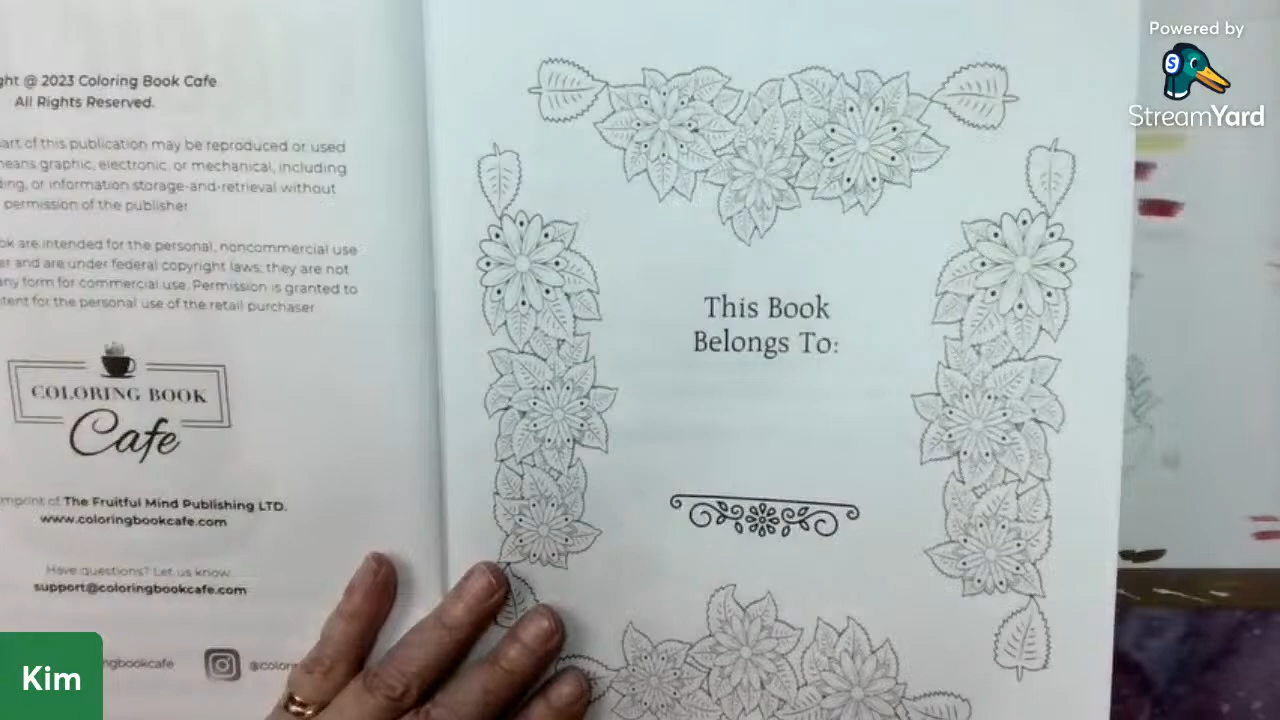 ght @ 2023 Coloring Book Cafe
All Rights Reserved.
art of this publication may be reproduced or used
means graphic, electronic, or mechanical, including
ding, or information storage-and-retrieval without
permission of the publisher
ok are intended for the personal, noncommercial use
er and are under federal copyright laws; they are not
any form for commercial use. Permission is granted to
tent for the personal use of the retail purchaser
COLORING BOOK
Cafe
mprint of The Fruitful Mind Publishing LTD.
www.coloringbookcafe.com
Have questions? Let us know.
support@coloringbookcafe.com
ngbookcafe
@colori
This Book
Belongs To:
Kim
Powered by
S
StreamYard